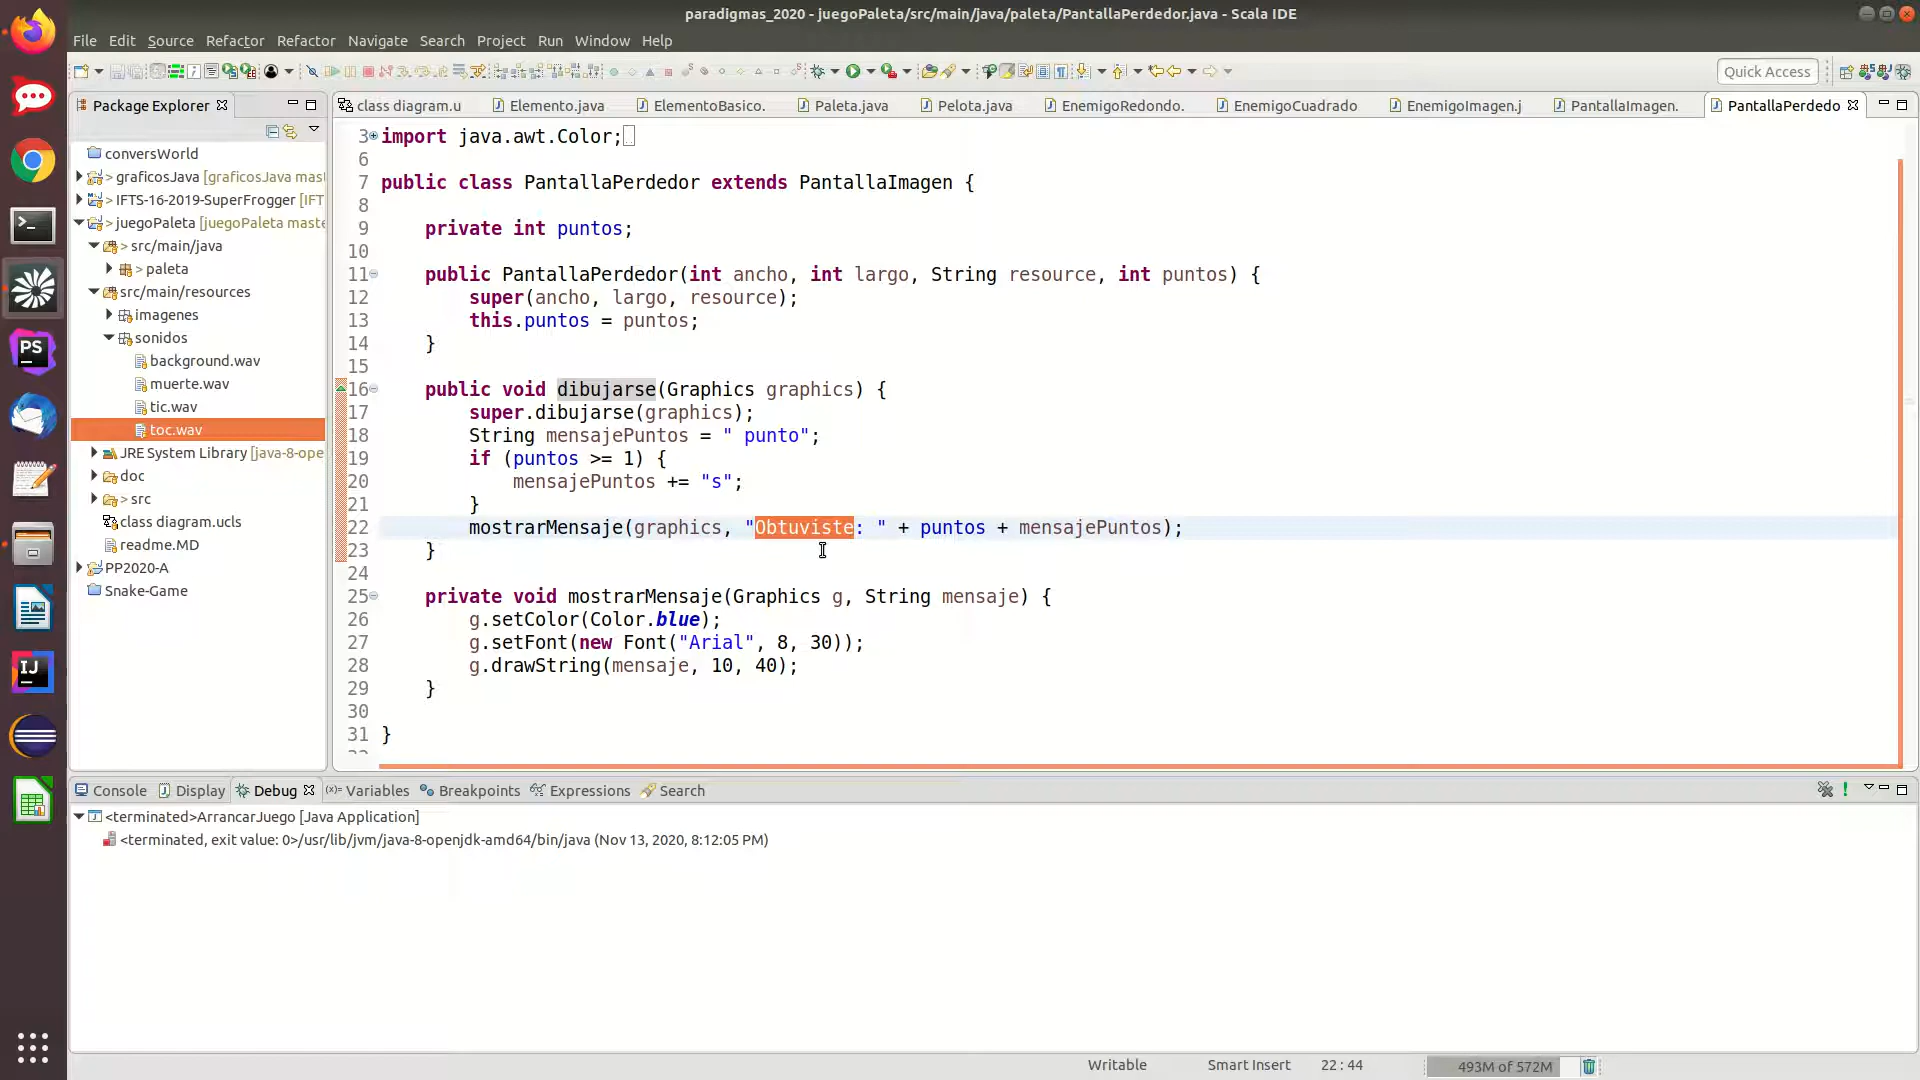 paradigmas_2020 - juegoPaleta/src/main/java/paleta/PantallaPerdedor.java - Scala IDE
File Edit Source Refactor Refactor Navigate Search Project Run Window Help
Quick Access
Package Explorer
class diagram.u Elemento.java ElementoBasico. Paleta.java Pelota.java EnemigoRedondo. EnemigoCuadrado EnemigoImagen.j PantallaImagen. PantallaPerdedo
conversWorld
> graficosJava [graficosJava mast
> IFTS-16-2019-SuperFrogger [IFT
> juegoPaleta [juegoPaleta maste
> src/main/java
> paleta
src/main/resources
imagenes
sonidos
background.wav
muerte.wav
tic.wav
toc.wav
JRE System Library [java-8-ope
doc
> src
class diagram.ucls
readme.MD
PP2020-A
Snake-Game
3 import java.awt.Color;
6
7 public class PantallaPerdedor extends PantallaImagen {
8
9 private int puntos;
10
11 public PantallaPerdedor(int ancho, int largo, String resource, int puntos) {
12 super(ancho, largo, resource);
13 this.puntos = puntos;
14 }
15
16 public void dibujarse(Graphics graphics) {
17 super.dibujarse(graphics);
18 String mensajePuntos = " punto";
19 if (puntos >= 1) {
20 mensajePuntos += "s";
21 }
22 mostrarMensaje(graphics, "Obtuviste: " + puntos + mensajePuntos);
23 }
24
25 private void mostrarMensaje(Graphics g, String mensaje) {
26 g.setColor(Color.blue);
27 g.setFont(new Font("Arial", 8, 30));
28 g.drawString(mensaje, 10, 40);
29 }
30
31 }
Console Display Debug Variables Breakpoints Expressions Search
<terminated>ArrancarJuego [Java Application]
<terminated, exit value: 0>/usr/lib/jvm/java-8-openjdk-amd64/bin/java (Nov 13, 2020, 8:12:05 PM)
Writable Smart Insert 22 : 44 493M of 572M
PS
IJ